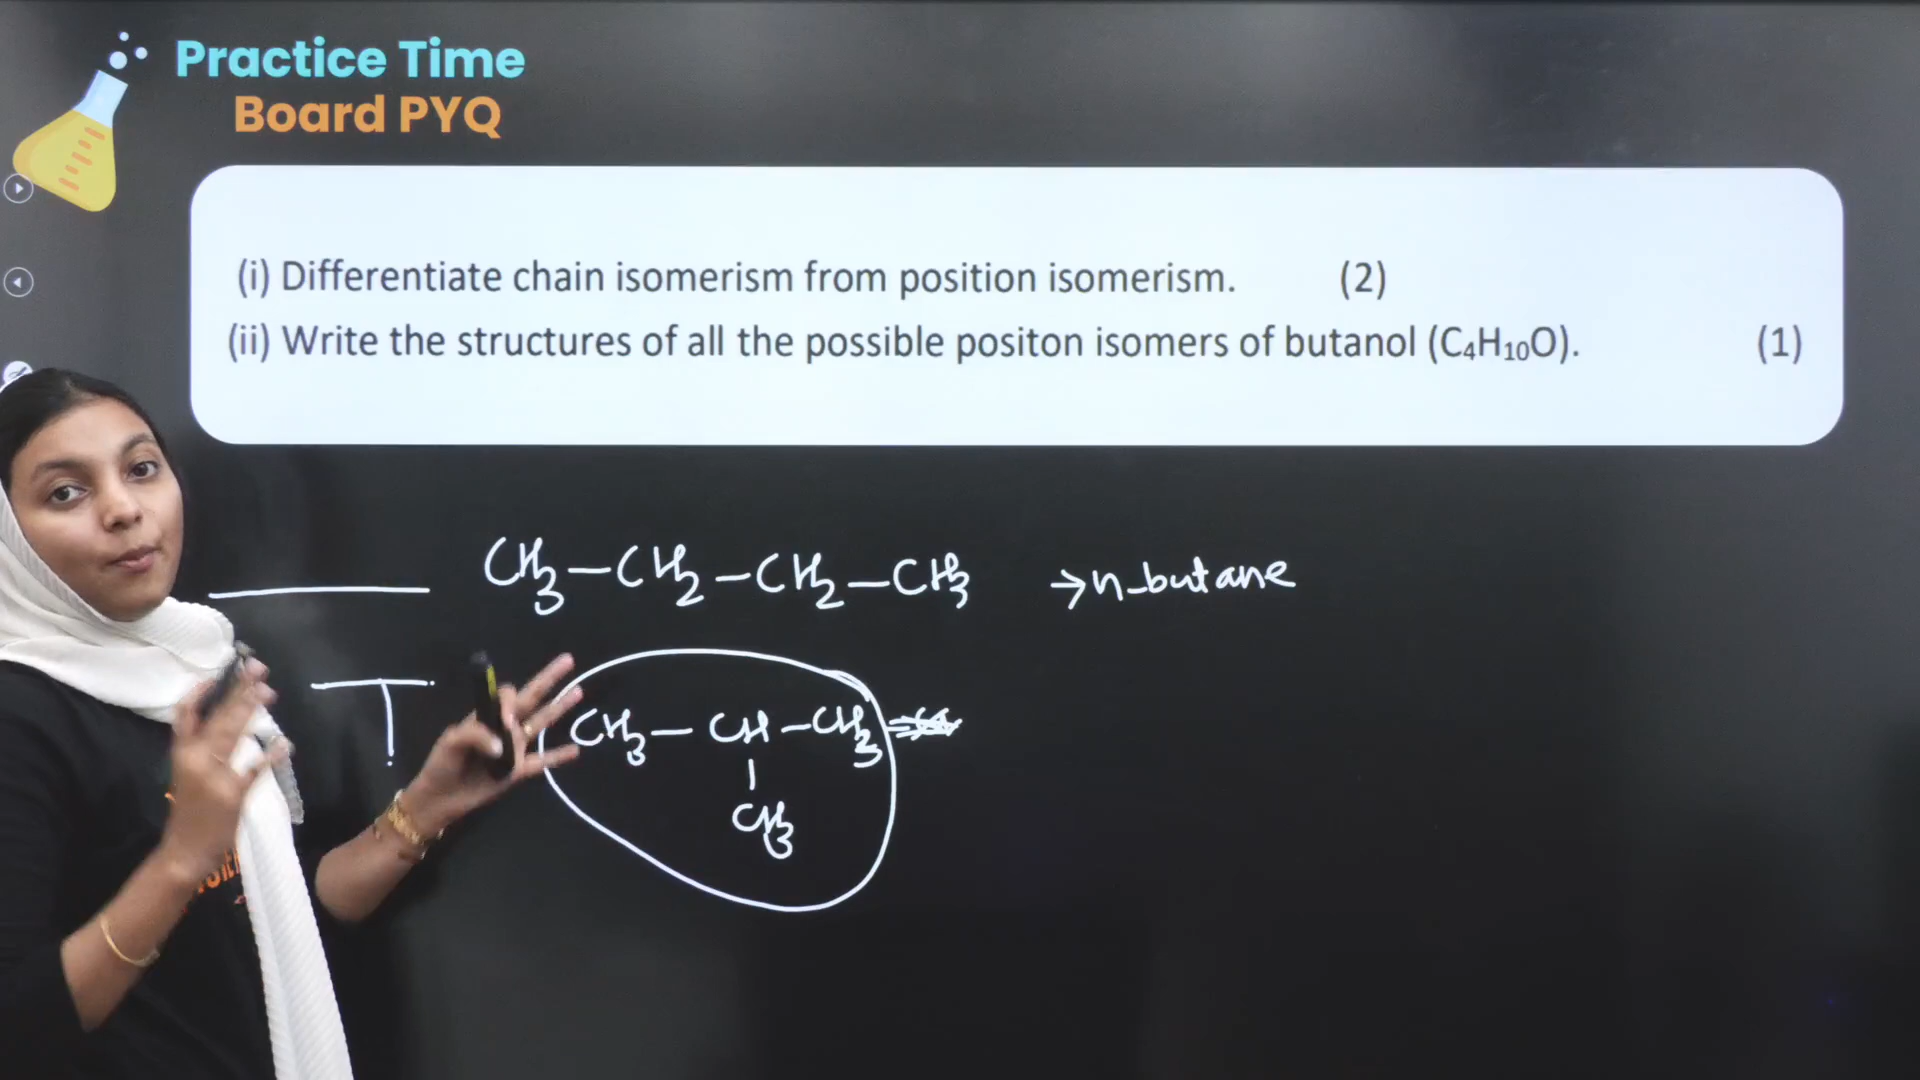 Practice Time
Board PYQ
(i) Differentiate chain isomerism from position isomerism. (2)
(ii) Write the structures of all the possible positon isomers of butanol (C₄H₁₀O). (1)
CH₃—CH₂—CH₂—CH₃ →n-butane
CH₃—CH—CH₃
|
CH₃